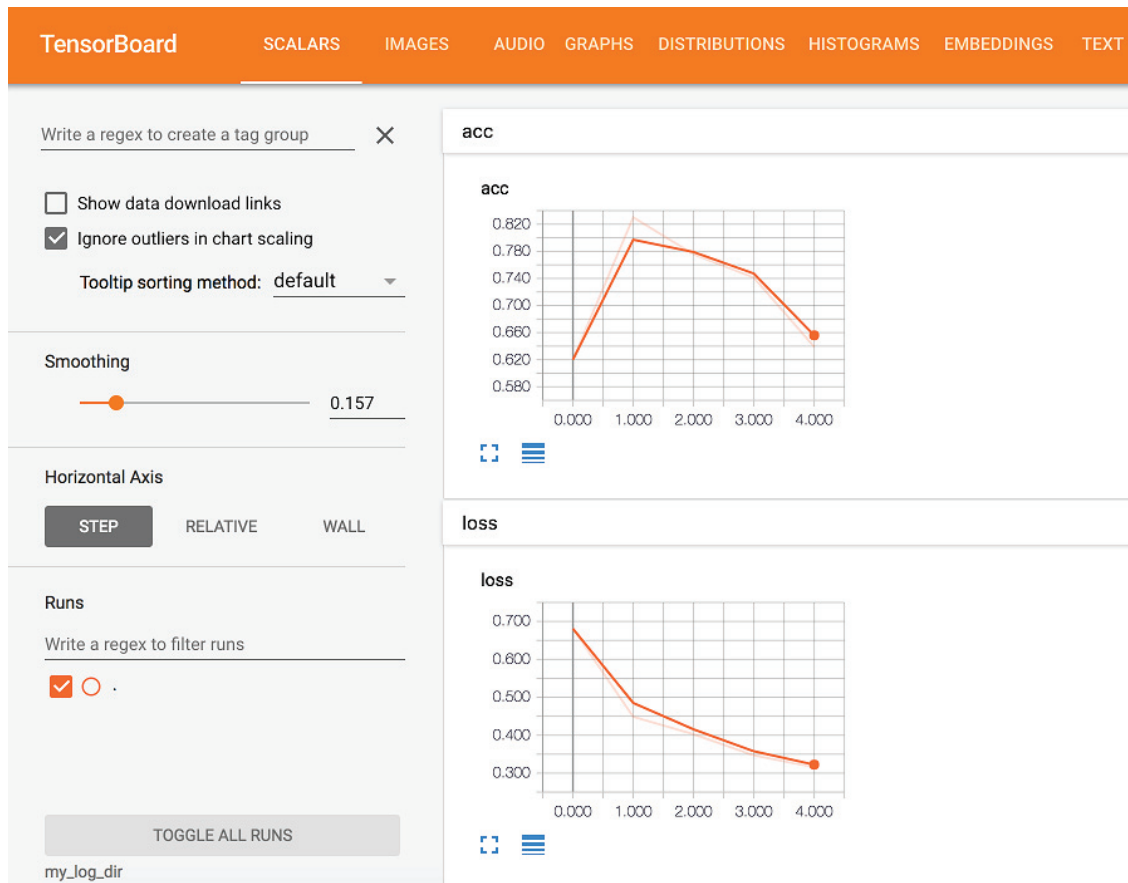 TensorBoard SCALARS IMAGES AUDIO GRAPHS DISTRIBUTIONS HISTOGRAMS EMBEDDINGS TEXT
Write a regex to create a tag group
Show data download links
Ignore outliers in chart scaling
Tooltip sorting method: default
Smoothing
0.157
Horizontal Axis
STEP RELATIVE WALL
Runs
Write a regex to filter runs
.
TOGGLE ALL RUNS
my_log_dir
acc
acc
0.820
0.780
0.740
0.700
0.660
0.620
0.580
0.000 1.000 2.000 3.000 4.000
loss
loss
0.700
0.600
0.500
0.400
0.300
0.000 1.000 2.000 3.000 4.000